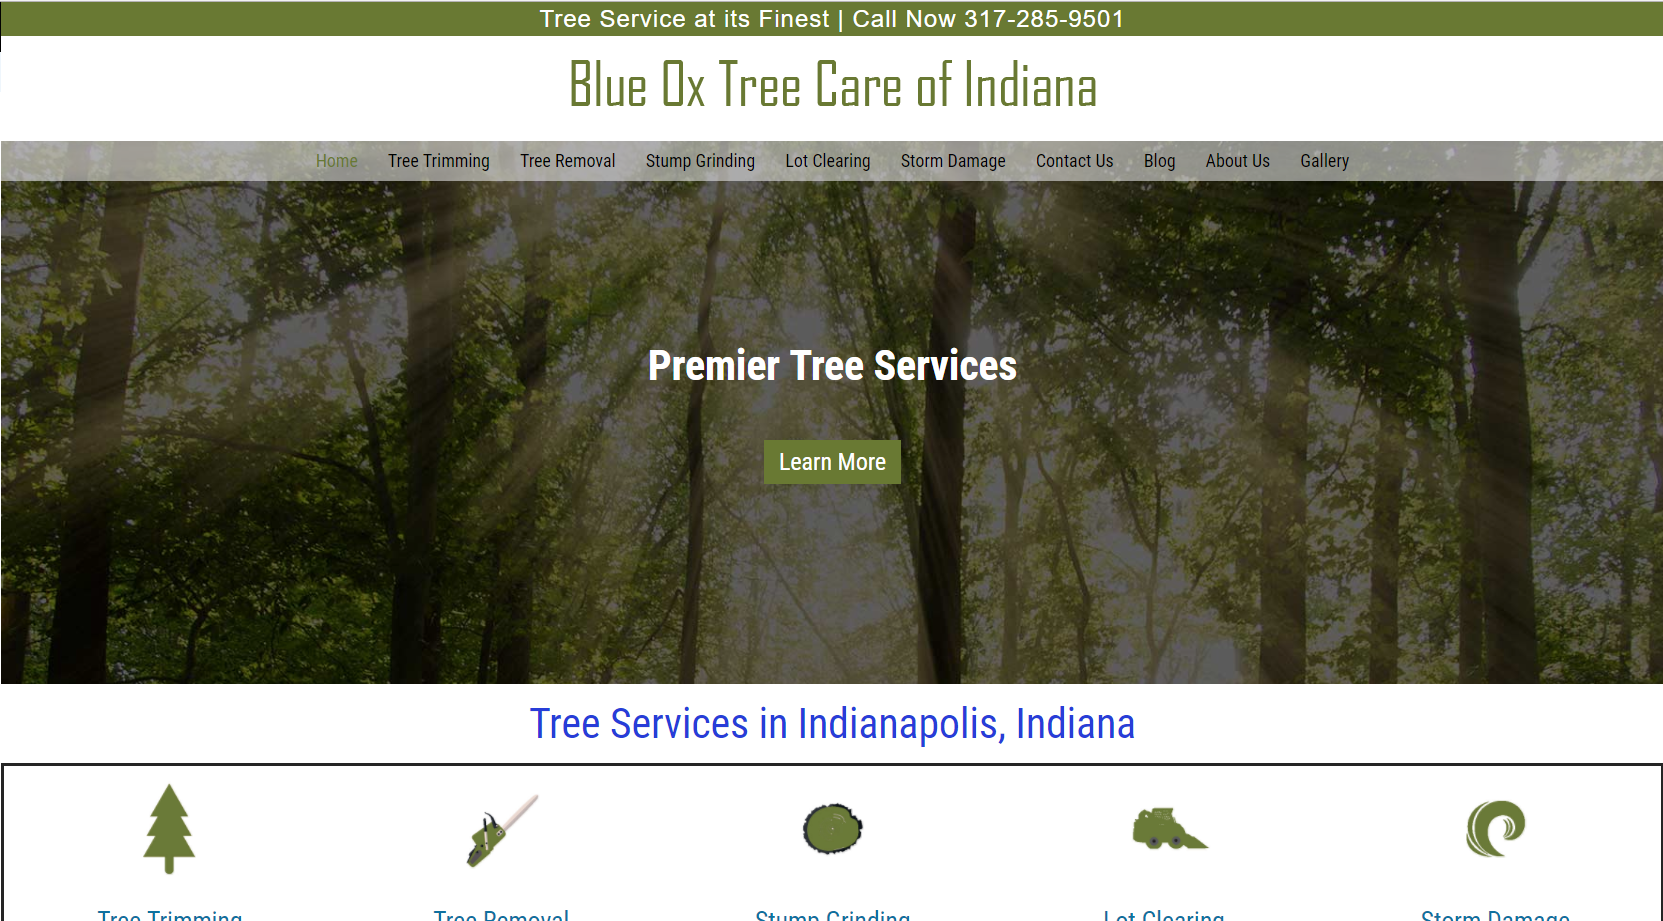 Tree Service at its Finest | Call Now 317-285-9501
Blue Ox Tree Care of Indiana
Home Tree Trimming Tree Removal Stump Grinding Lot Clearing Storm Damage Contact Us Blog About Us Gallery
Premier Tree Services
Learn More
Tree Services in Indianapolis, Indiana
Tree Trimming Tree Removal Stump Grinding Lot Clearing Storm Damage